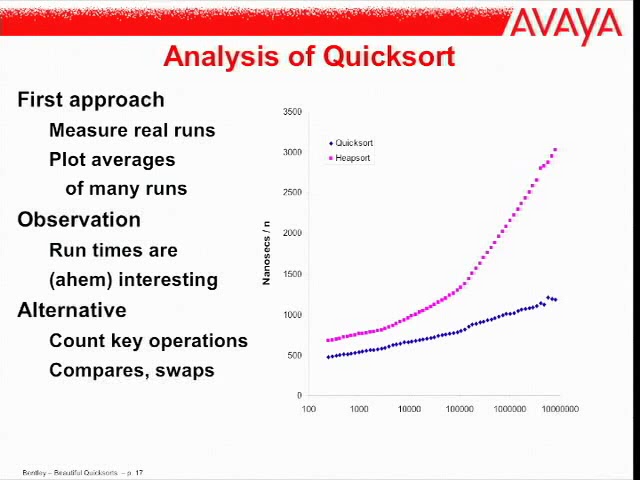 AVAYA
Analysis of Quicksort
First approach
Measure real runs
Plot averages
of many runs
Observation
Run times are
(ahem) interesting
Alternative
Count key operations
Compares, swaps
3500
3000
2500
2000
1500
1000
500
0
Nanosecs / n
Quicksort
Heapsort
100 1000 10000 100000 1000000 10000000
Bentley – Beautiful Quicksorts – p. 17